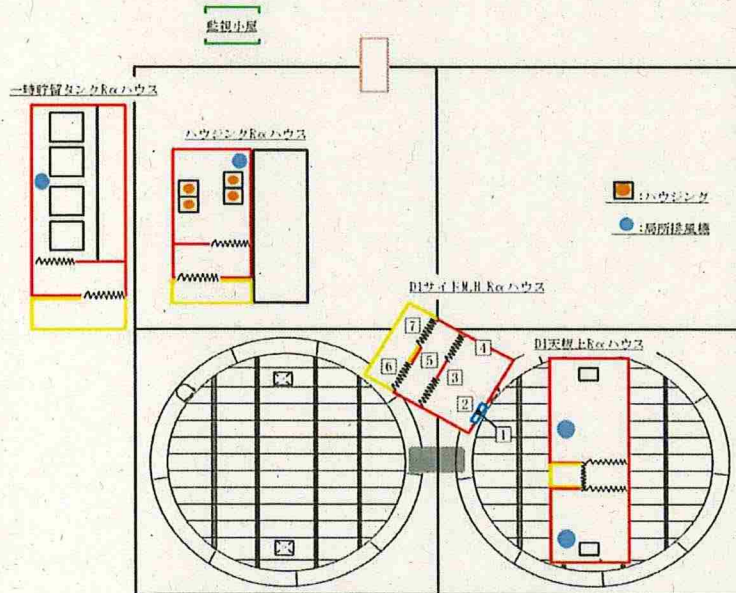 監視小屋
一時貯留タンクRαハウス
ハウジングRαハウス
:ハウジング
:局所排風機
D1サイドM.H.Rαハウス
D1天板上Rαハウス
7
4
6
5
3
2
1